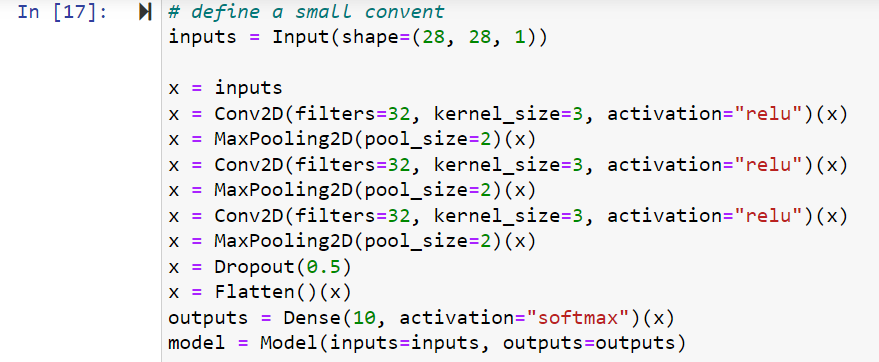 In [17]: # define a small convent
inputs = Input(shape=(28, 28, 1))
x = inputs
x = Conv2D(filters=32, kernel_size=3, activation="relu")(x)
x = MaxPooling2D(pool_size=2)(x)
x = Conv2D(filters=32, kernel_size=3, activation="relu")(x)
x = MaxPooling2D(pool_size=2)(x)
x = Conv2D(filters=32, kernel_size=3, activation="relu")(x)
x = MaxPooling2D(pool_size=2)(x)
x = Dropout(0.5)
x = Flatten()(x)
outputs = Dense(10, activation="softmax")(x)
model = Model(inputs=inputs, outputs=outputs)